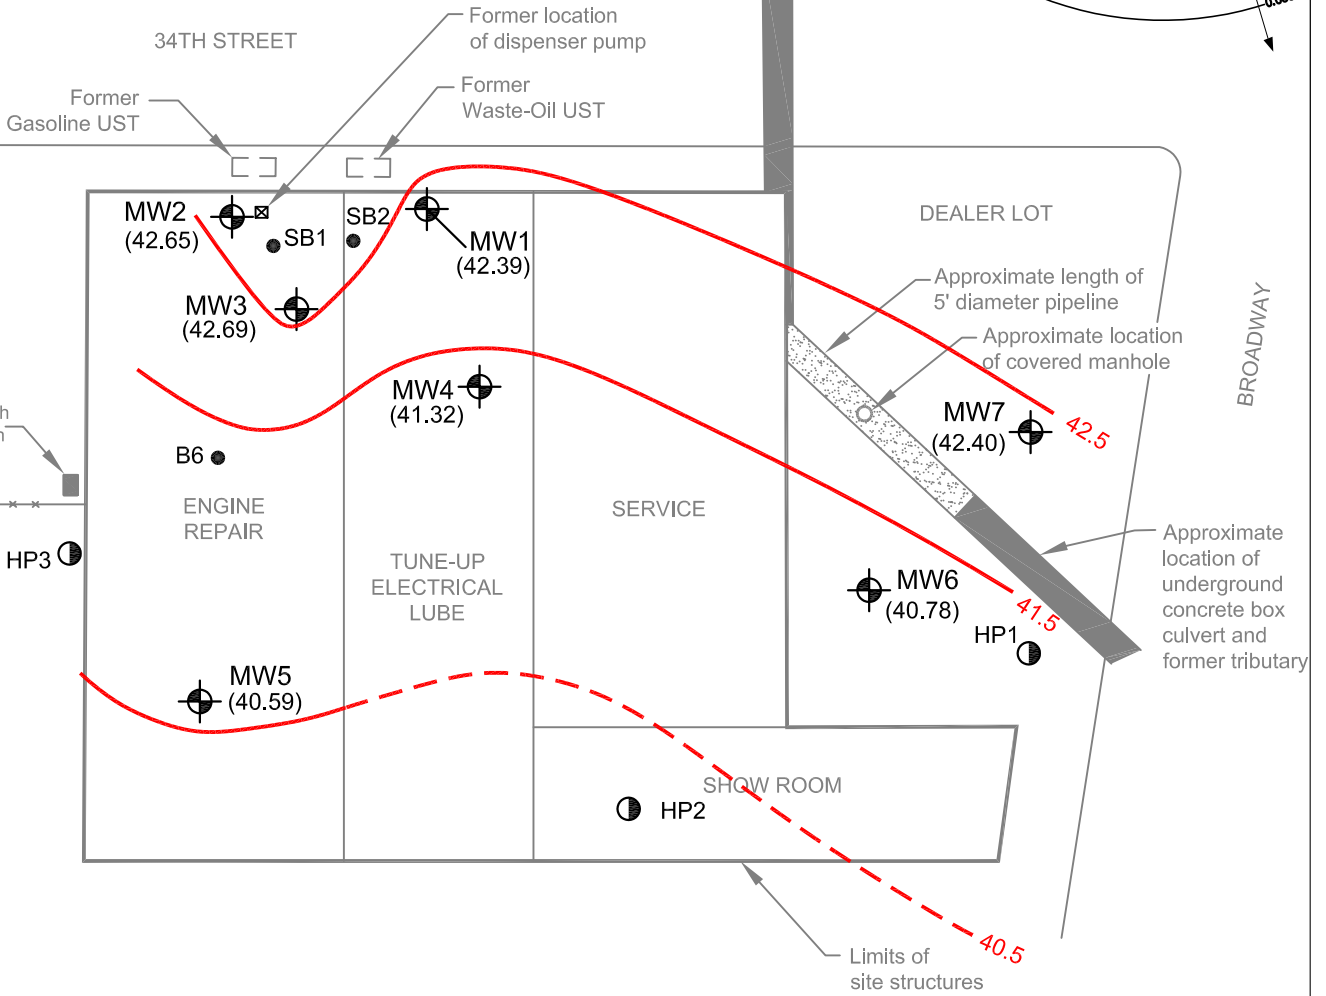 Former location
of dispenser pump
34TH STREET
Former
Waste-Oil UST
Former
Gasoline UST
MW2
(42.65)
SB1
SB2
MW1
(42.39)
DEALER LOT
Approximate length of
5' diameter pipeline
BROADWAY
MW3
(42.69)
Approximate location
of covered manhole
MW4
(41.32)
MW7
(42.40)
42.5
B6
ENGINE
REPAIR
SERVICE
HP3
TUNE-UP
ELECTRICAL
LUBE
MW6
(40.78)
41.5
HP1
Approximate
location of
underground
concrete box
culvert and
former tributary
MW5
(40.59)
SHOW ROOM
HP2
40.5
Limits of
site structures